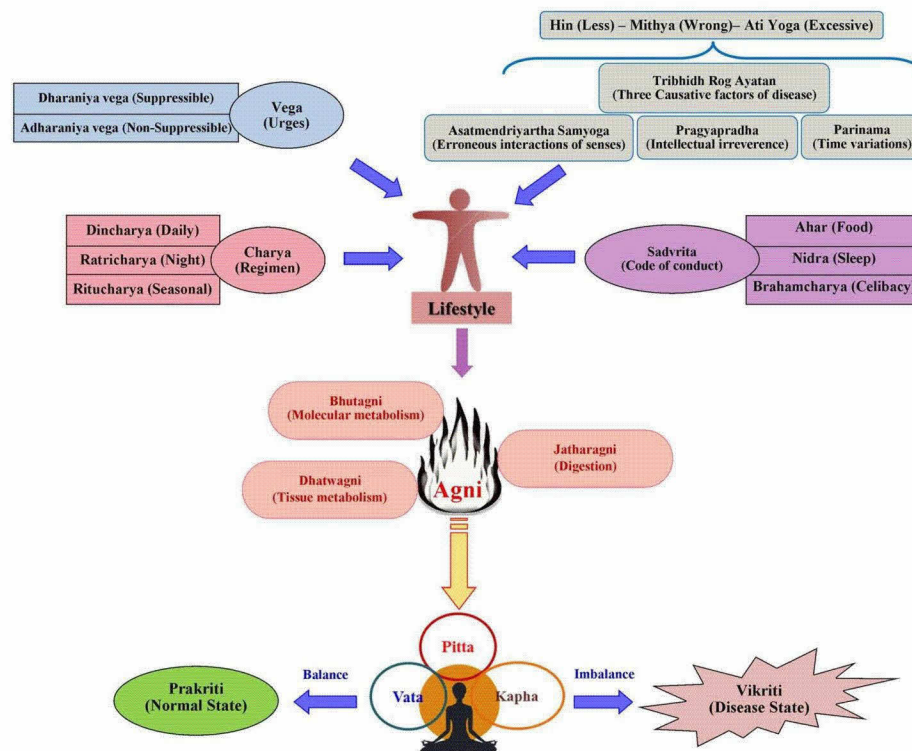 Hin (Less) – Mithya (Wrong)– Ati Yoga (Excessive)
Tribhidh Rog Ayatan
(Three Causative factors of disease)
Asatmendriyartha Samyoga
(Erroneous interactions of senses)
Pragyapradha
(Intellectual irreverence)
Parinama
(Time variations)
Dharaniya vega (Suppressible)
Adharaniya vega (Non-Suppressible)
Vega
(Urges)
Dincharya (Daily)
Ratricharya (Night)
Ritucharya (Seasonal)
Charya
(Regimen)
Sadvrita
(Code of conduct)
Ahar (Food)
Nidra (Sleep)
Brahamcharya (Celibacy)
Lifestyle
Bhutagni
(Molecular metabolism)
Jatharagni
(Digestion)
Dhatwagni
(Tissue metabolism)
Agni
Pitta
Vata
Kapha
Balance
Imbalance
Prakriti
(Normal State)
Vikriti
(Disease State)